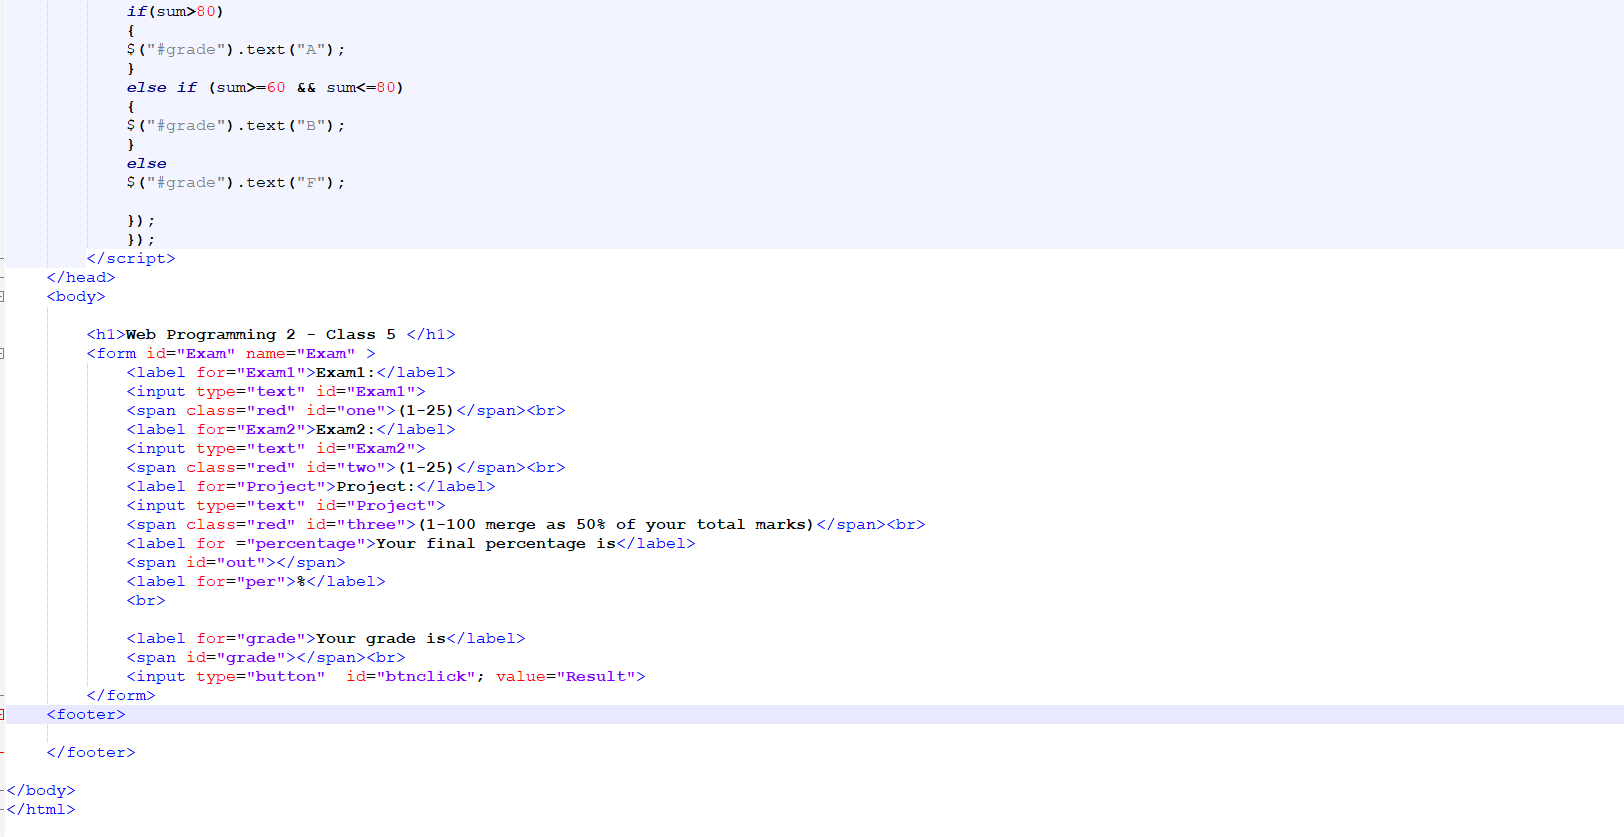 if(sum>80)
{
$("#grade").text("A");
}
else if (sum>=60 && sum<=80)
{
$("#grade").text("B");
}
else
$("#grade").text("F");
});
});
</script>
</head>
<body>
<h1>Web Programming 2 - Class 5 </h1>
<form id="Exam" name="Exam" >
<label for="Exam1">Exam1:</label>
<input type="text" id="Exam1">
<span class="red" id="one">(1-25)</span><br>
<label for="Exam2">Exam2:</label>
<input type="text" id="Exam2">
<span class="red" id="two">(1-25)</span><br>
<label for="Project">Project:</label>
<input type="text" id="Project">
<span class="red" id="three">(1-100 merge as 50% of your total marks)</span><br>
<label for ="percentage">Your final percentage is</label>
<span id="out"></span>
<label for="per">%</label>
<br>
<label for="grade">Your grade is</label>
<span id="grade"></span><br>
<input type="button"  id="btnclick"; value="Result">
</form>
<footer>
</footer>
</body>
</html>